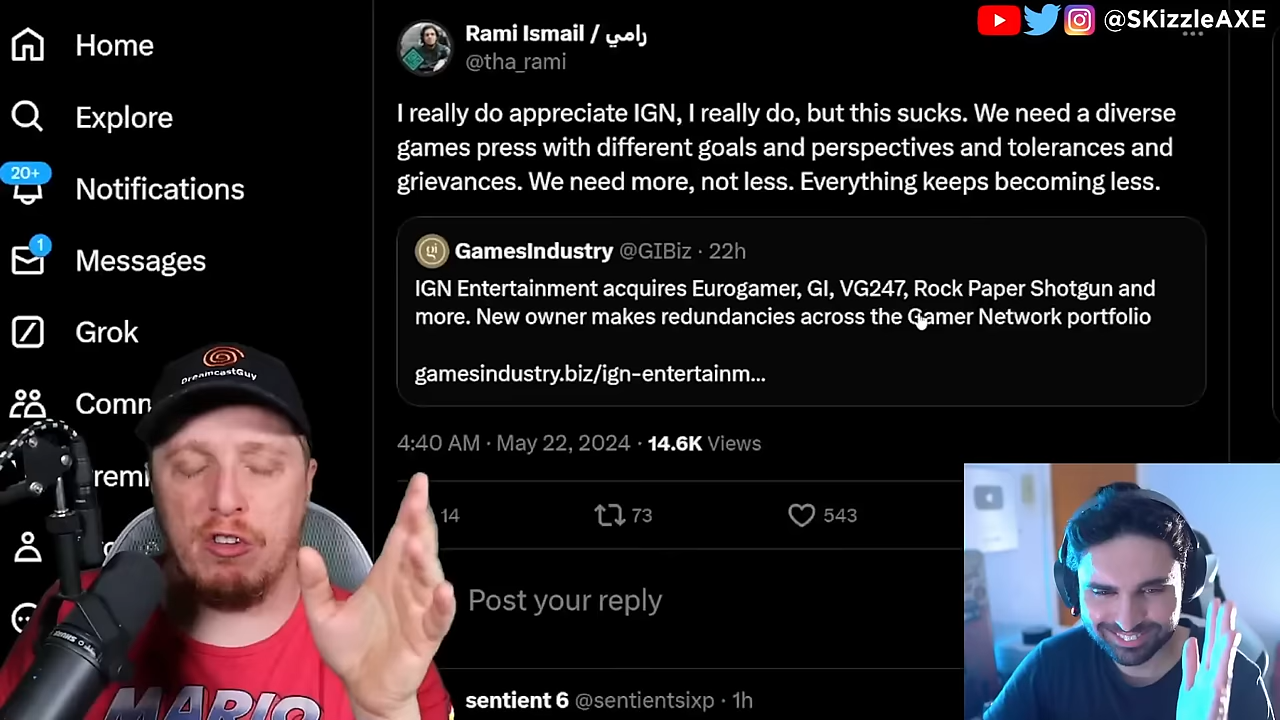 @SKizzleAXE
Home
Explore
20+
Notifications
1
Messages
Grok
Comm
remi
Rami Ismail / رامي
@tha_rami
I really do appreciate IGN, I really do, but this sucks. We need a diverse
games press with different goals and perspectives and tolerances and
grievances. We need more, not less. Everything keeps becoming less.
gi
GamesIndustry @GIBiz · 22h
IGN Entertainment acquires Eurogamer, GI, VG247, Rock Paper Shotgun and
more. New owner makes redundancies across the Gamer Network portfolio
gamesindustry.biz/ign-entertainm...
4:40 AM · May 22, 2024 · 14.6K Views
14 73 543
Post your reply
sentient 6 @sentientsixp · 1h
DreamcastGuy
MARIO